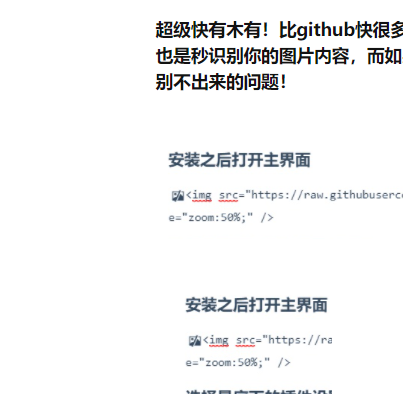 超级快有木有！比github快很多
也是秒识别你的图片内容，而如
别不出来的问题！
安装之后打开主界面
<img src="https://raw.githubuserc
e="zoom:50%;" />
安装之后打开主界面
<img src="https://ra
e="zoom:50%;" />